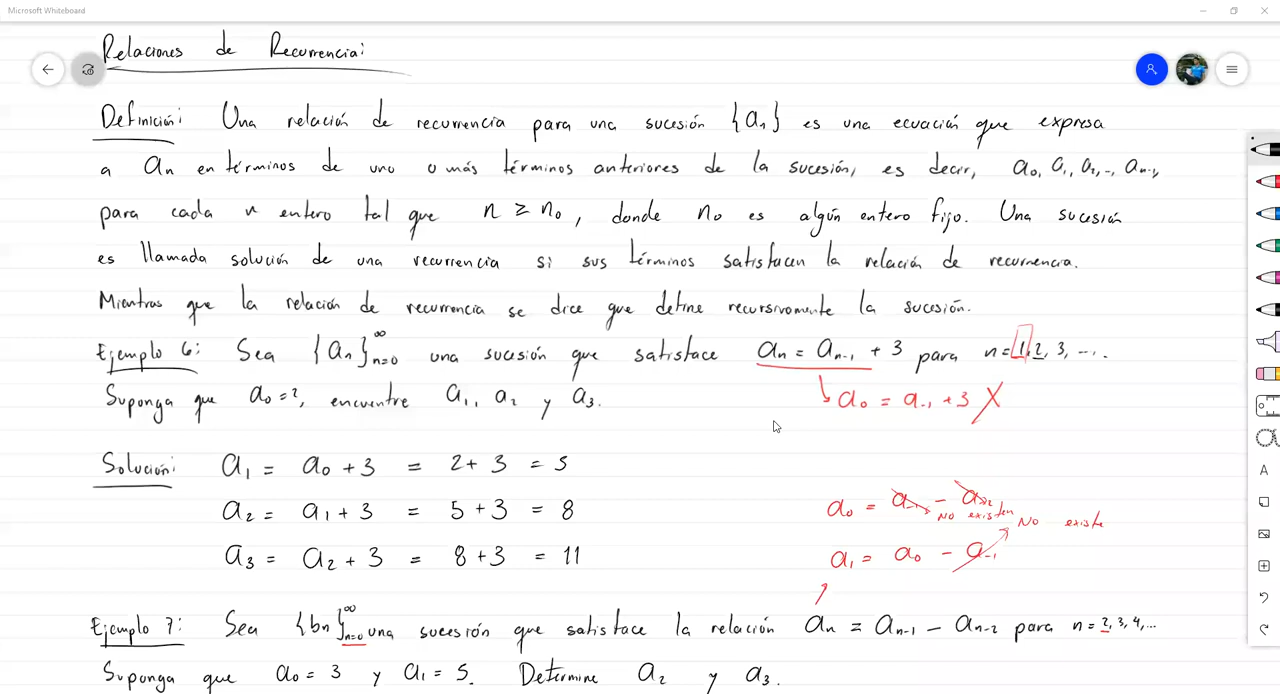 Microsoft Whiteboard
Relaciones de Recurrencia:
Definición: Una relación de recurrencia para una sucesión {an} es una ecuación que expresa
a an en términos de uno o más términos anteriores de la sucesión, es decir, a0, a1, a2, .., an-1,
para cada n entero tal que n ≥ n0, donde n0 es algún entero fijo. Una sucesión
es llamada solución de una recurrencia si sus términos satisfacen la relación de recurrencia.
Mientras que la relación de recurrencia se dice que define recursivamente la sucesión.
Ejemplo 6: Sea {an}∞n=0 una sucesión que satisface an = an-1 + 3 para n = 1, 2, 3, ....
Suponga que a0 = 2, encuentre a1, a2 y a3.
a0 = a-1 + 3 X
Solución: a1 = a0 + 3 = 2 + 3 = 5
a2 = a1 + 3 = 5 + 3 = 8
a3 = a2 + 3 = 8 + 3 = 11
a0 = a-1 - a-2
No existen
No existe
a1 = a0 - a-1
Ejemplo 7: Sea {bn}∞n=0 una sucesión que satisface la relación an = an-1 - an-2 para n = 2, 3, 4, ...
Suponga que a0 = 3 y a1 = 5. Determine a2 y a3.
A